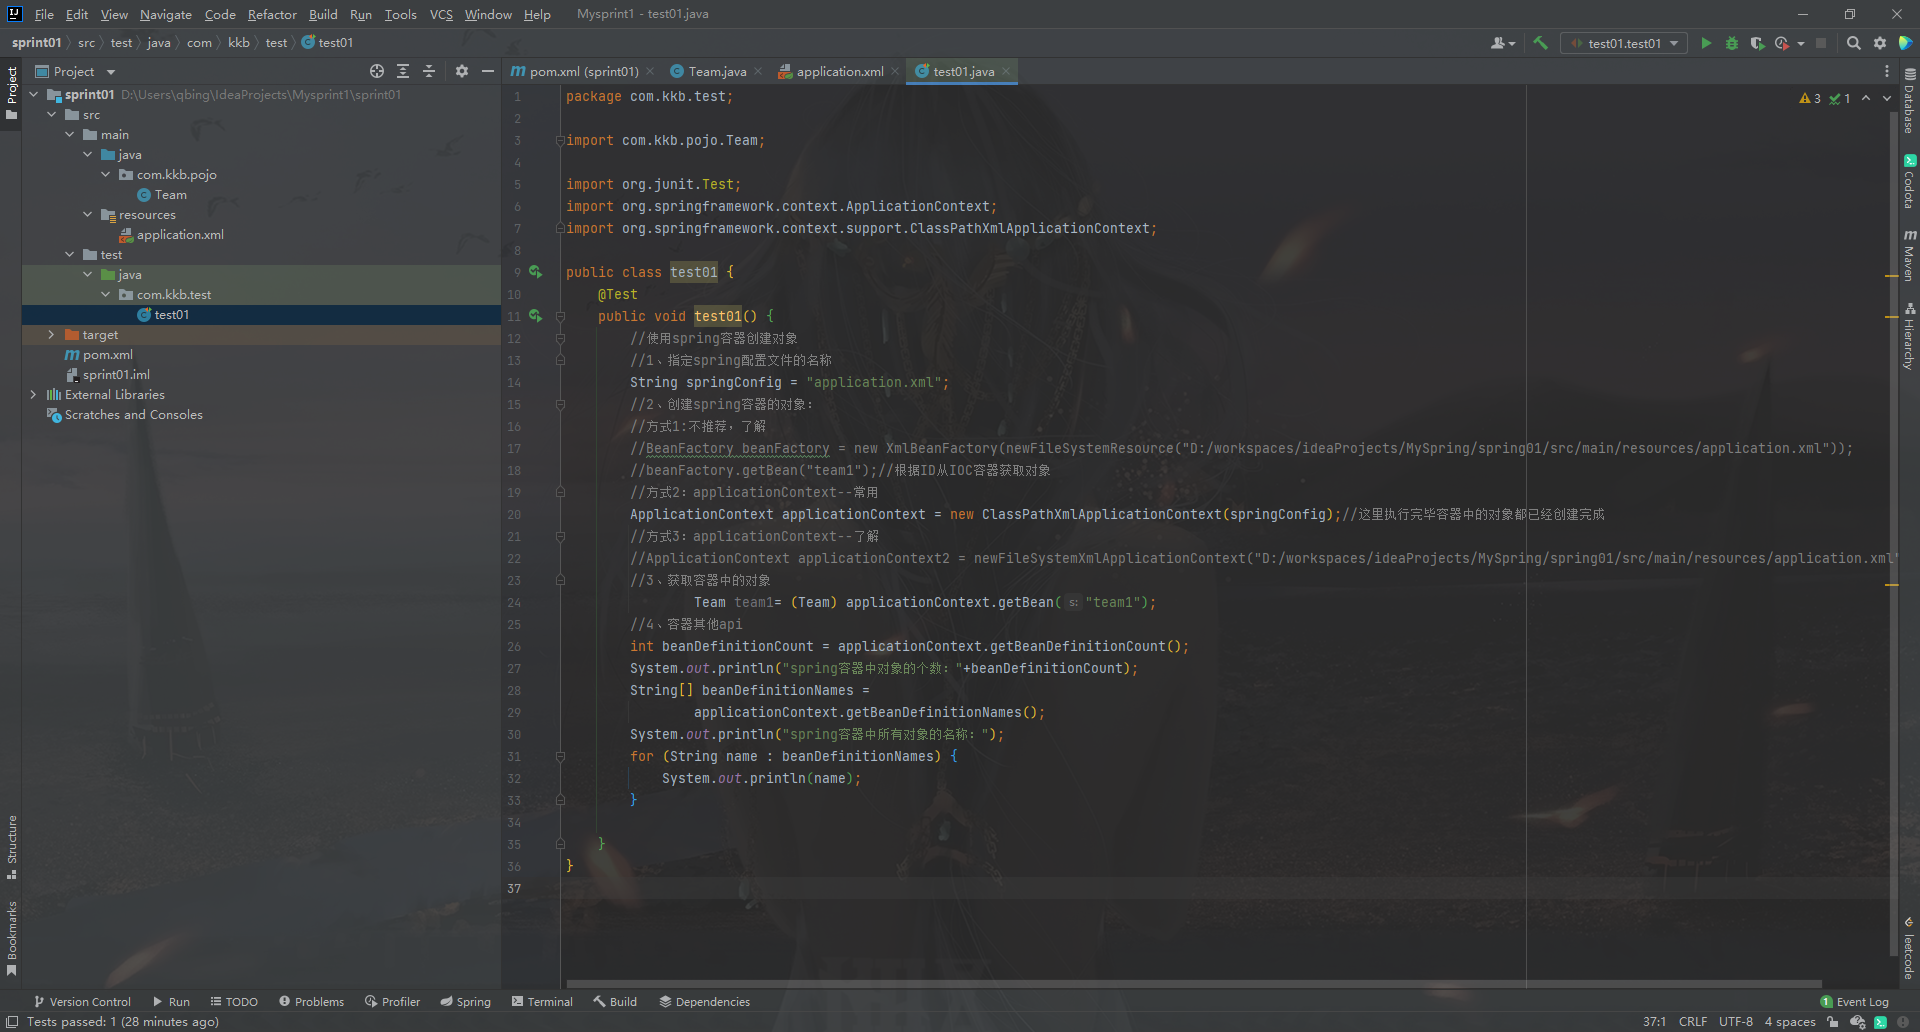 File Edit View Navigate Code Refactor Build Run Tools VCS Window Help Mysprint1 - test01.java
sprint01 src test java com kkb test test01
test01.test01
Project
pom.xml (sprint01)
Team.java
application.xml
test01.java
Project
sprint01 D:\Users\qbing\IdeaProjects\Mysprint1\sprint01
src
main
java
com.kkb.pojo
Team
resources
application.xml
test
java
com.kkb.test
test01
target
pom.xml
sprint01.iml
External Libraries
Scratches and Consoles
Structure
Bookmarks
3 1
1 package com.kkb.test;
2
3 import com.kkb.pojo.Team;
4
5 import org.junit.Test;
6 import org.springframework.context.ApplicationContext;
7 import org.springframework.context.support.ClassPathXmlApplicationContext;
8
9 public class test01 {
10 @Test
11 public void test01() {
12 //使用spring容器创建对象
13 //1、指定spring配置文件的名称
14 String springConfig = "application.xml";
15 //2、创建spring容器的对象：
16 //方式1:不推荐，了解
17 //BeanFactory beanFactory = new XmlBeanFactory(newFileSystemResource("D:/workspaces/ideaProjects/MySpring/spring01/src/main/resources/application.xml"));
18 //beanFactory.getBean("team1");//根据ID从IOC容器获取对象
19 //方式2：applicationContext--常用
20 ApplicationContext applicationContext = new ClassPathXmlApplicationContext(springConfig);//这里执行完毕容器中的对象都已经创建完成
21 //方式3：applicationContext--了解
22 //ApplicationContext applicationContext2 = newFileSystemXmlApplicationContext("D:/workspaces/ideaProjects/MySpring/spring01/src/main/resources/application.xml"
23 //3、获取容器中的对象
24 Team team1= (Team) applicationContext.getBean( s: "team1");
25 //4、容器其他api
26 int beanDefinitionCount = applicationContext.getBeanDefinitionCount();
27 System.out.println("spring容器中对象的个数："+beanDefinitionCount);
28 String[] beanDefinitionNames =
29 applicationContext.getBeanDefinitionNames();
30 System.out.println("spring容器中所有对象的名称：");
31 for (String name : beanDefinitionNames) {
32 System.out.println(name);
33 }
34
35 }
36 }
37
Database
Codota
Maven
Hierarchy
leetcode
Version Control Run TODO Problems Profiler Spring Terminal Build Dependencies 1 Event Log
Tests passed: 1 (28 minutes ago) 37:1 CRLF UTF-8 4 spaces